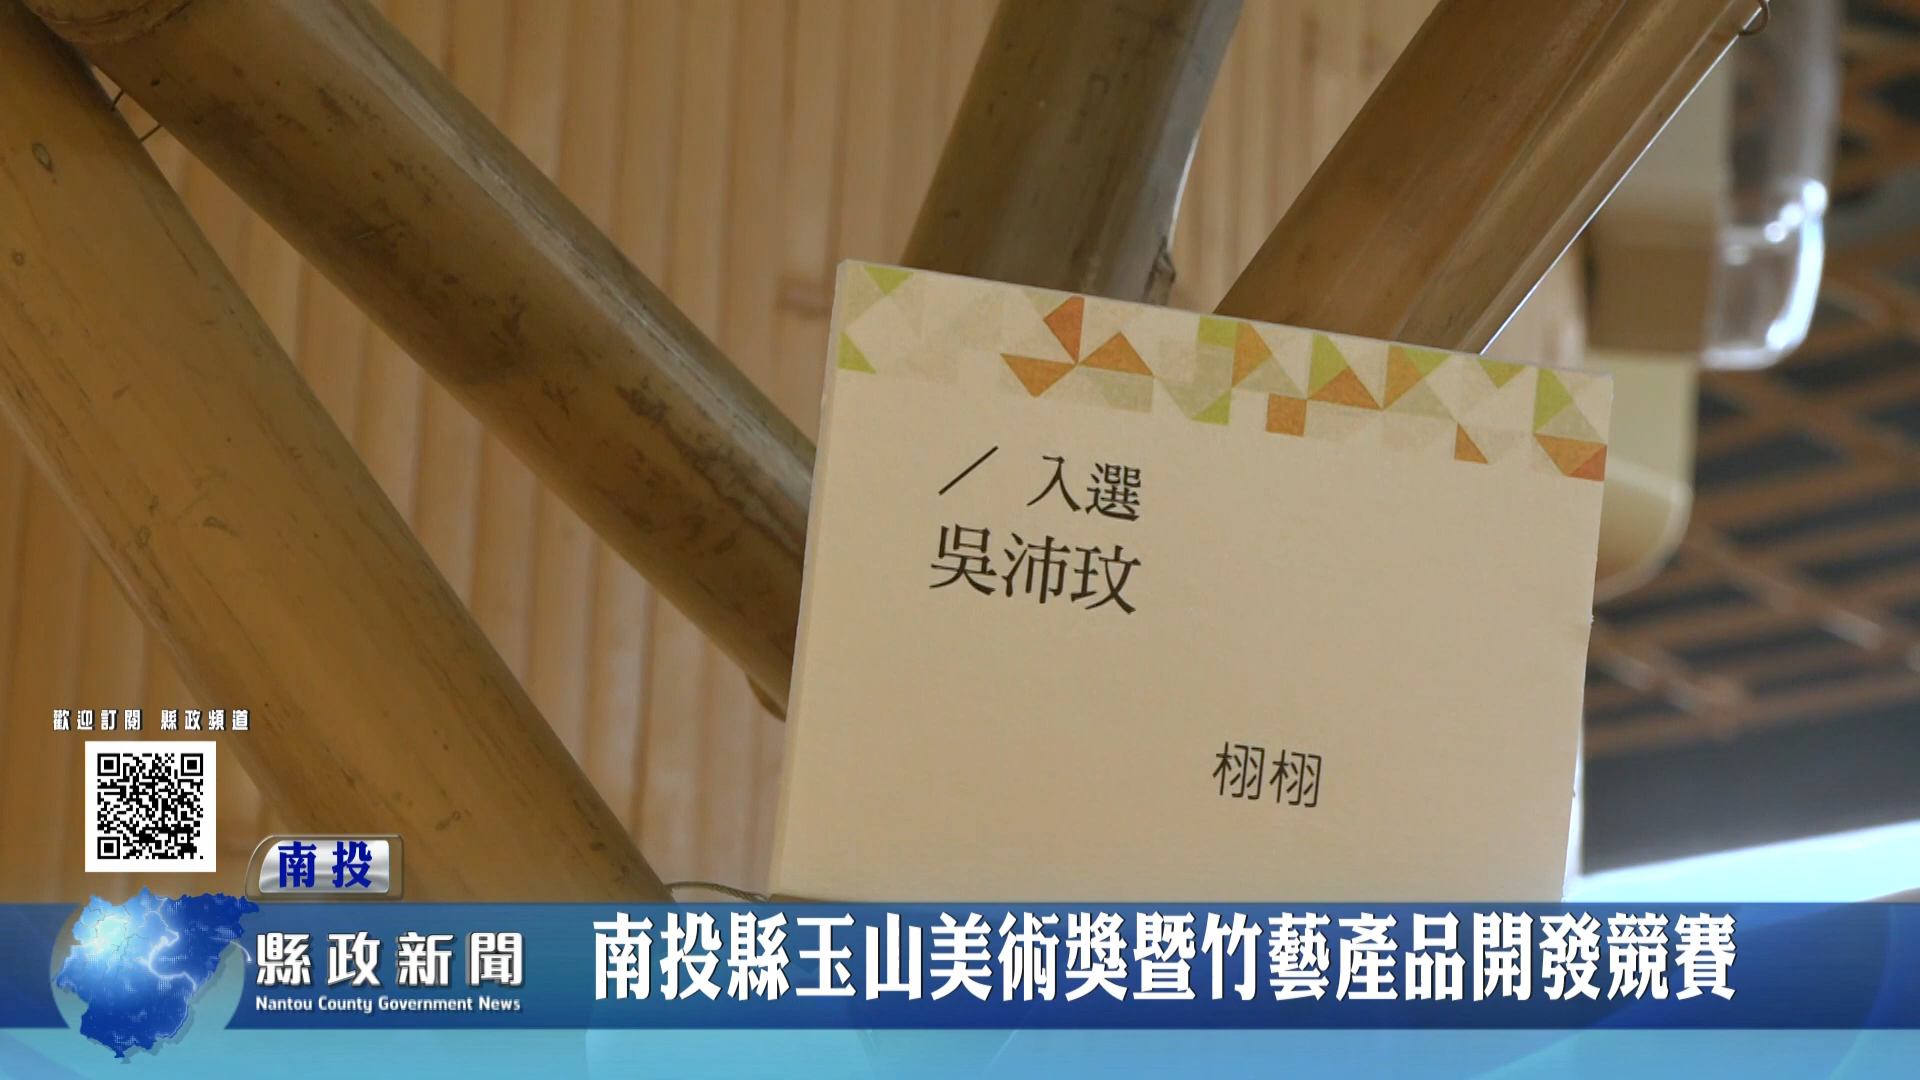 ／ 入選
吳沛玟
栩栩
歡迎訂閱 縣政頻道
南投
縣政新聞
Nantou County Government News
南投縣玉山美術獎暨竹藝產品開發競賽